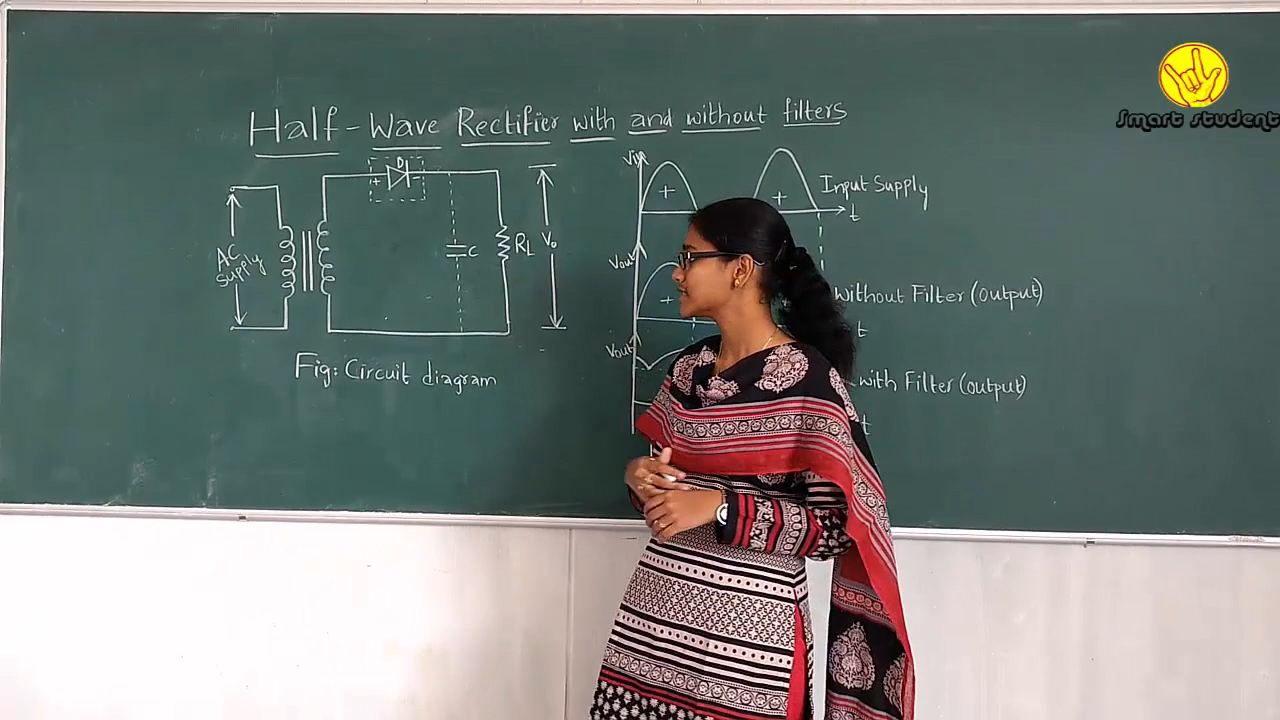 Smart student
Half-Wave Rectifier with and without filters
D
+ -
AC
supply
C
RL
Vo
Fig: Circuit diagram
Vin
+ +
Input Supply
t
Vout
+
without Filter (output)
t
Vout
with Filter (output)
t